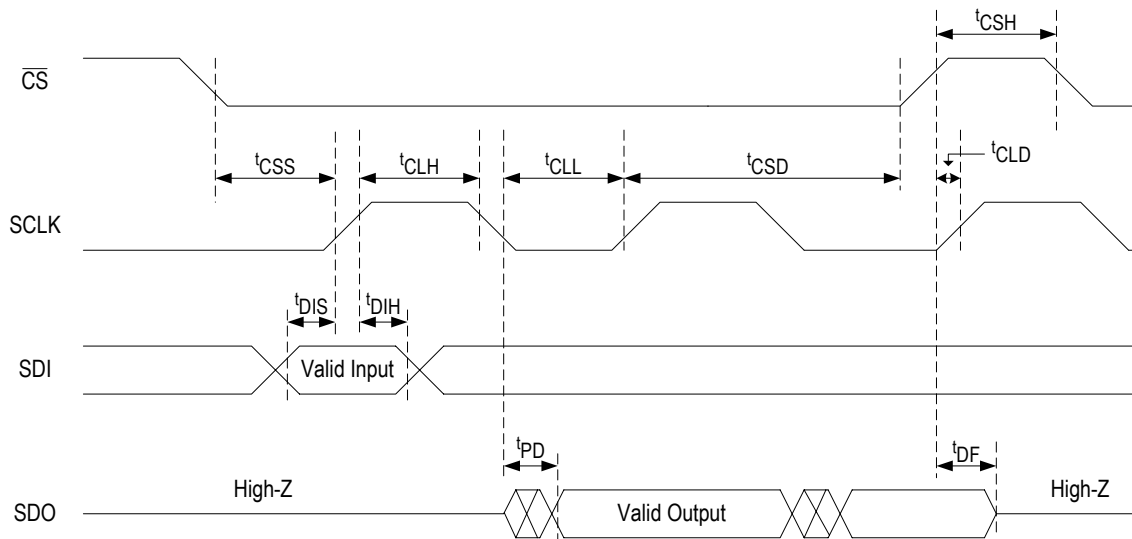 tCSH
CS
tCSS
tCLH
tCLL
tCSD
tCLD
SCLK
tDIS
tDIH
SDI
Valid Input
tPD
tDF
High-Z
High-Z
SDO
Valid Output